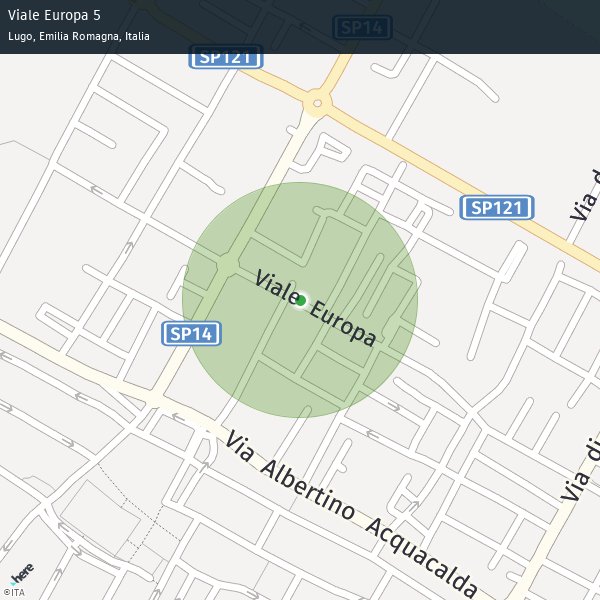 Viale Europa 5
Lugo, Emilia Romagna, Italia
SP14
SP121
Via d
SP121
Viale Europa
SP14
Via Albertino Acquacalda
Via di
here
©ITA